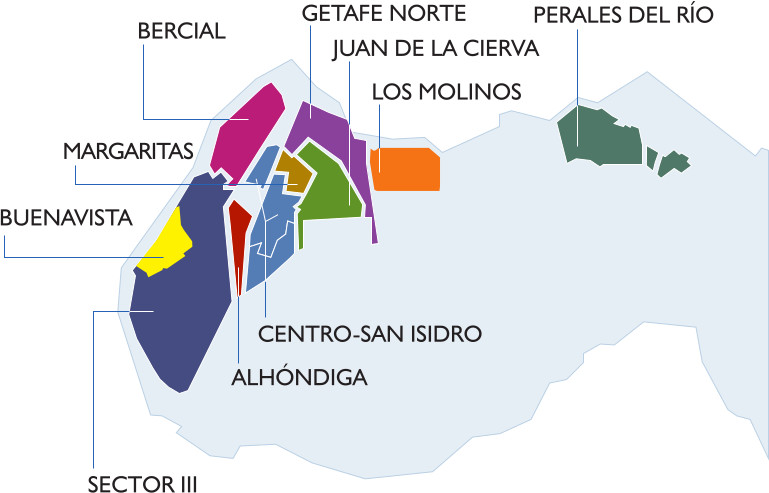 GETAFE NORTE
PERALES DEL RÍO
BERCIAL
JUAN DE LA CIERVA
LOS MOLINOS
MARGARITAS
BUENAVISTA
CENTRO-SAN ISIDRO
ALHÓNDIGA
SECTOR III